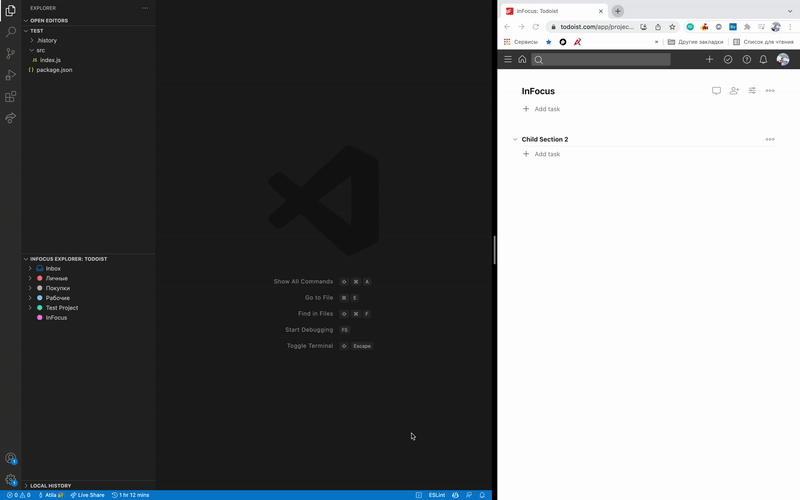 EXPLORER
OPEN EDITORS
TEST
.history
src
JS index.js
{ } package.json
INFOCUS EXPLORER: TODOIST
Inbox
Личные
Покупки
Рабочие
Test Project
InFocus
LOCAL HISTORY
Show All Commands ⇧ ⌘ A
Go to File ⌘ E
Find in Files ⇧ ⌘ F
Start Debugging F5
Toggle Terminal ⇧ Escape
0 0 Atila Live Share 1 hr 12 mins ESLint
InFocus: Todoist
todoist.com/app/projec...
Сервисы » Другие закладки Список для чтения
InFocus
Add task
Child Section 2
Add task